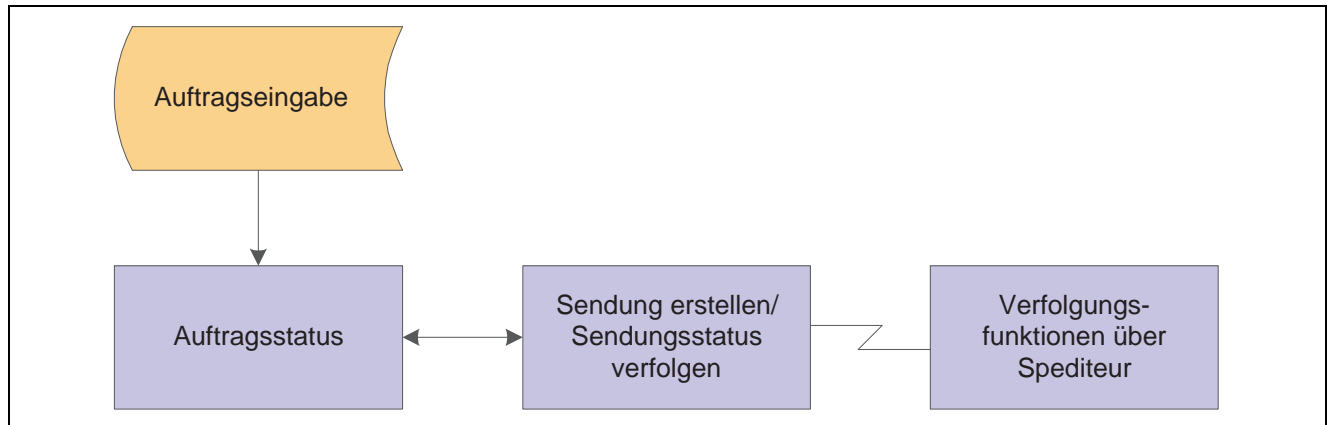 Auftragseingabe
Auftragsstatus
Sendung erstellen/
Sendungsstatus
verfolgen
Verfolgungs-
funktionen über
Spediteur